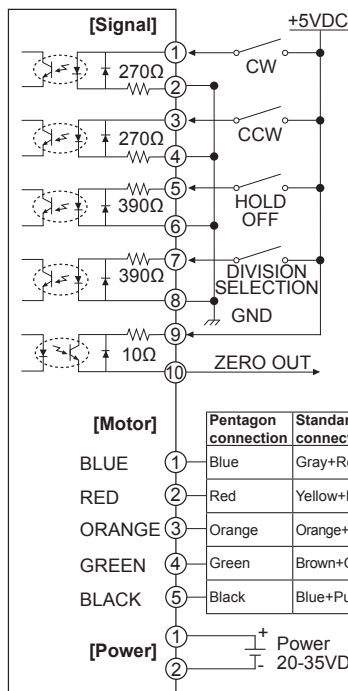 [Signal]
+5VDC
1
CW
270Ω
2
3
270Ω
CCW
4
5
390Ω
HOLD
OFF
6
7
390Ω
DIVISION
SELECTION
8
GND
9
10Ω
10
ZERO OUT
[Motor]
Pentagon
connection
BLUE 1 Blue
RED 2 Red
ORANGE 3 Orange
GREEN 4 Green
BLACK 5 Black
[Power]
1
+
Power
-
2